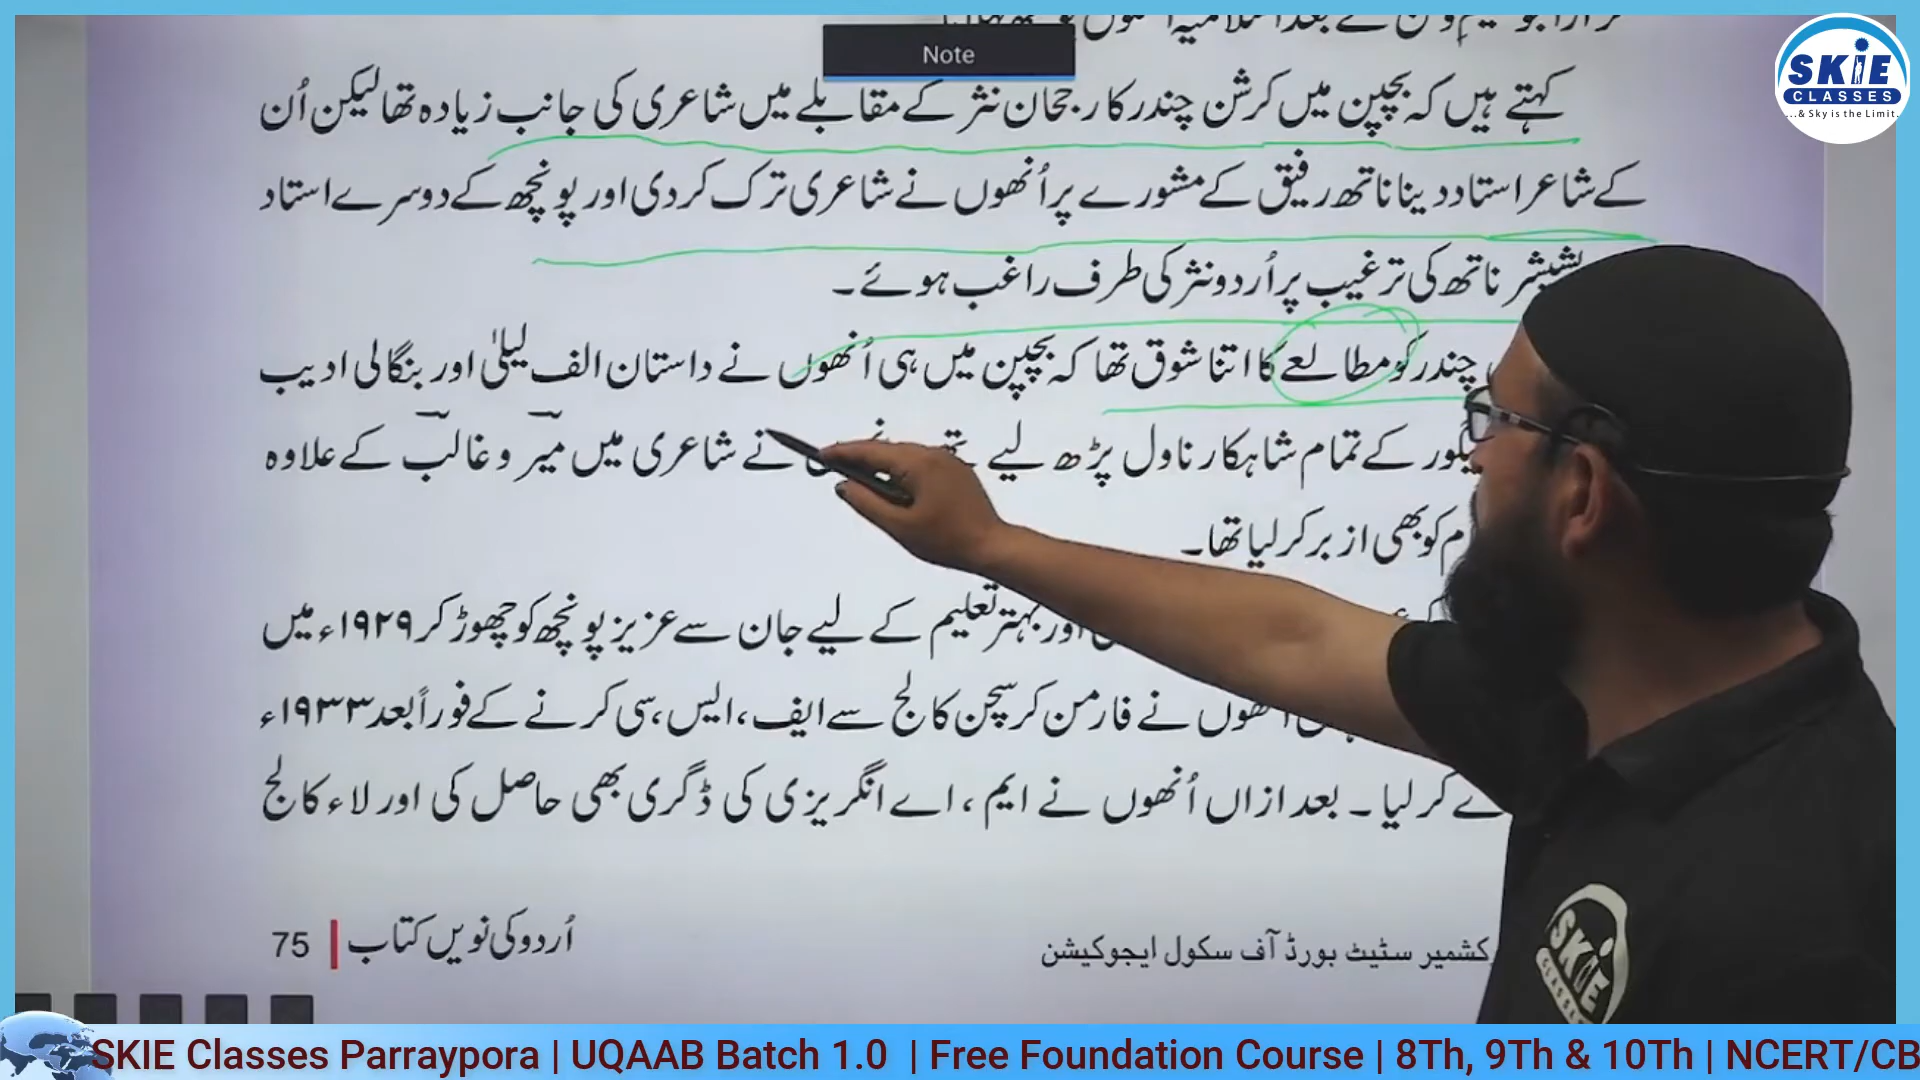 Note
SKIE
CLASSES
...& Sky is the Limit.
کہتے ہیں کہ بچپن میں کرشن چندر کا رجحان نثر کے مقابلے میں شاعری کی جانب زیادہ تھا لیکن اُن
کے شاعر استاد دینا ناتھ رفیق کے مشورے پر اُنھوں نے شاعری ترک کردی اور پونچھ کے دوسرے استاد
ناتھ کی ترغیب پر اُردو نثر کی طرف راغب ہوئے۔
چندر کو مطالعے کا اتنا شوق تھا کہ بچپن میں ہی اُنھوں نے داستان الف لیلیٰ اور بنگالی ادیب
کے تمام شاہکار ناول پڑھ لیے نے شاعری میں میرؔ و غالبؔ کے علاوہ
کو بھی از بر کر لیا تھا۔
اور بہتر تعلیم کے لیے جان سے عزیز پونچھ کو چھوڑ کر ۱۹۲۹ء میں
نے فارمن کرسچن کالج سے ایف، ایس، سی کرنے کے فوراً بعد ۱۹۳۳ء
کر لیا۔ بعد ازاں اُنھوں نے ایم، اے انگریزی کی ڈگری بھی حاصل کی اور لاء کالج
کشمیر سٹیٹ بورڈ آف سکول ایجوکیشن
اُردو کی نویں کتاب | 75
SKIE
CLASSES
SKIE Classes Parraypora | UQAAB Batch 1.0 | Free Foundation Course | 8Th, 9Th & 10Th | NCERT/CB